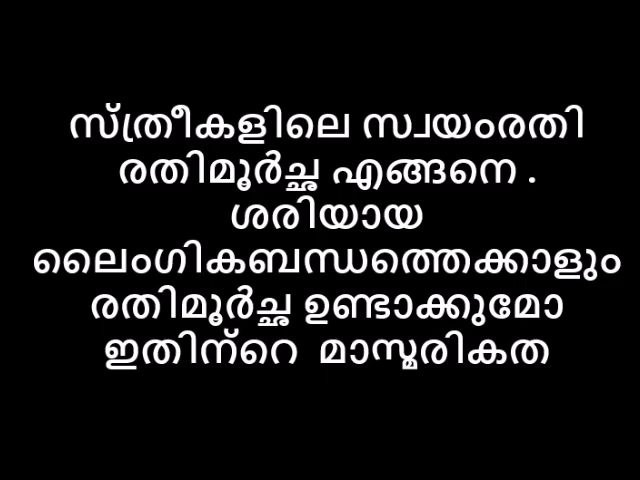 സ്ത്രീകളിലെ സ്വയംരതി
രതിമൂർച്ഛ എങ്ങനെ .
ശരിയായ
ലൈംഗികബന്ധത്തെക്കാളും
രതിമൂർച്ഛ ഉണ്ടാക്കുമോ
ഇതിന്റെ മാസ്മരികത